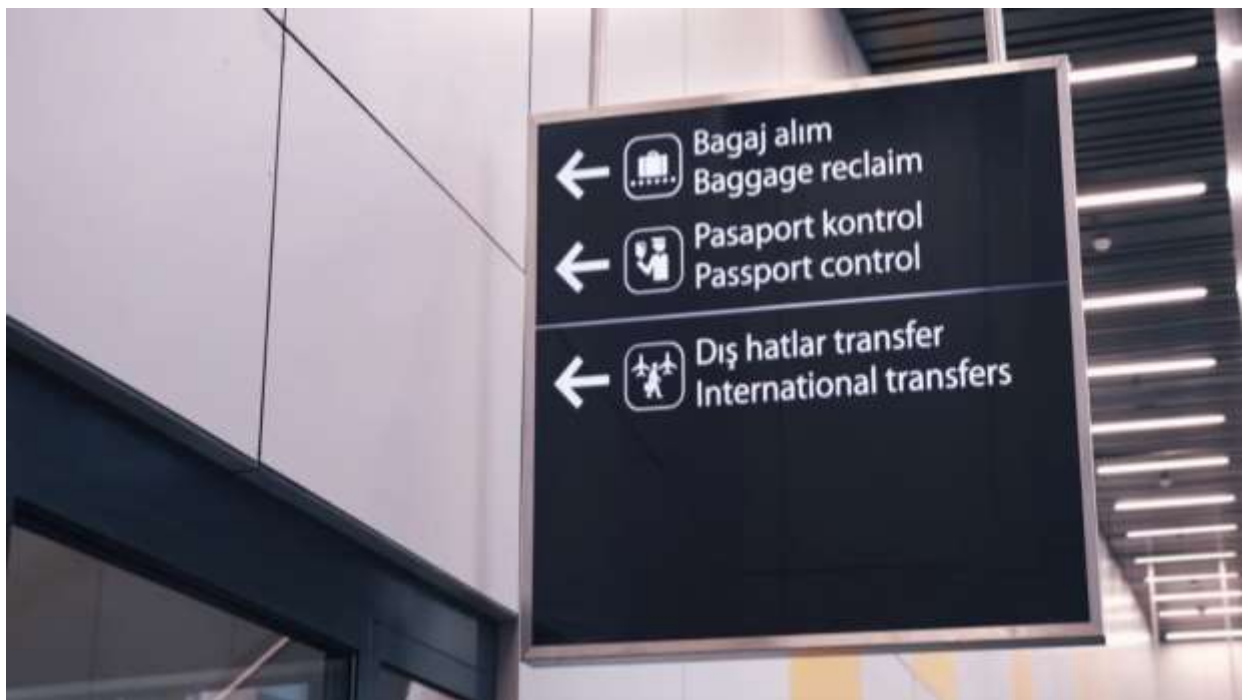 Bagaj alım
Baggage reclaim
Pasaport kontrol
Passport control
Dış hatlar transfer
International transfers